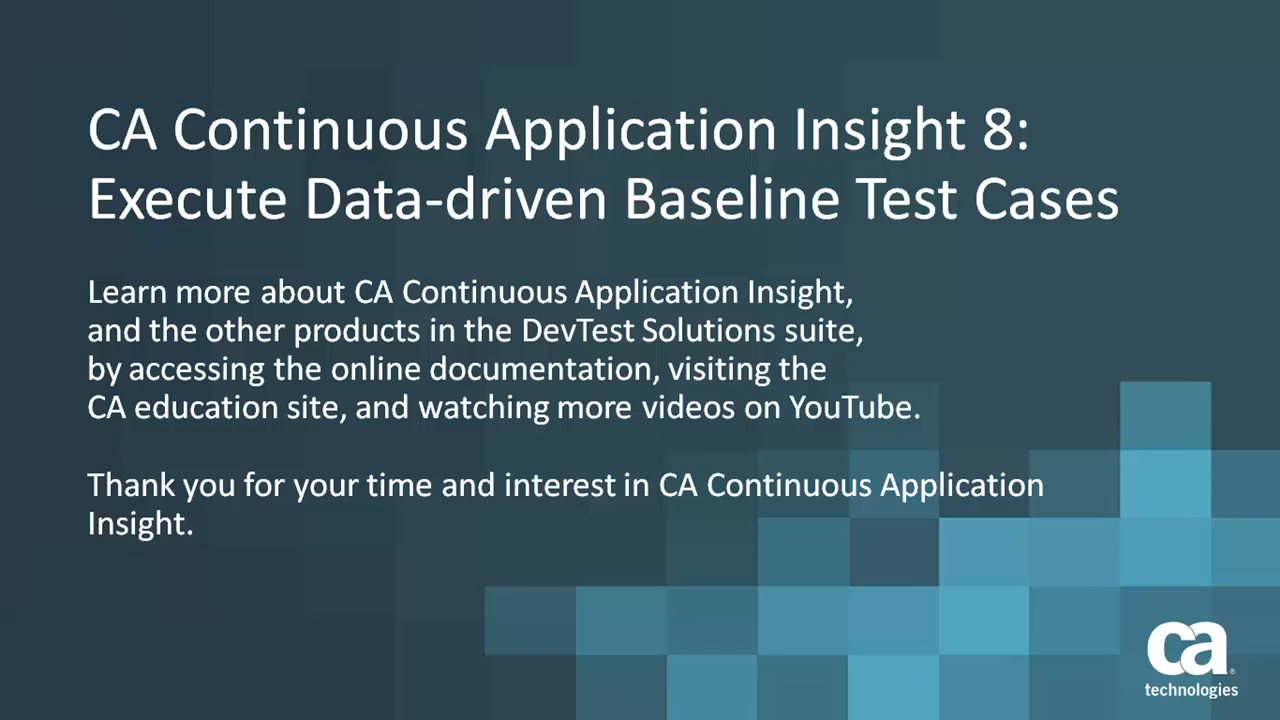 CA Continuous Application Insight 8:
Execute Data-driven Baseline Test Cases
Learn more about CA Continuous Application Insight,
and the other products in the DevTest Solutions suite,
by accessing the online documentation, visiting the
CA education site, and watching more videos on YouTube.
Thank you for your time and interest in CA Continuous Application
Insight.
ca®
technologies